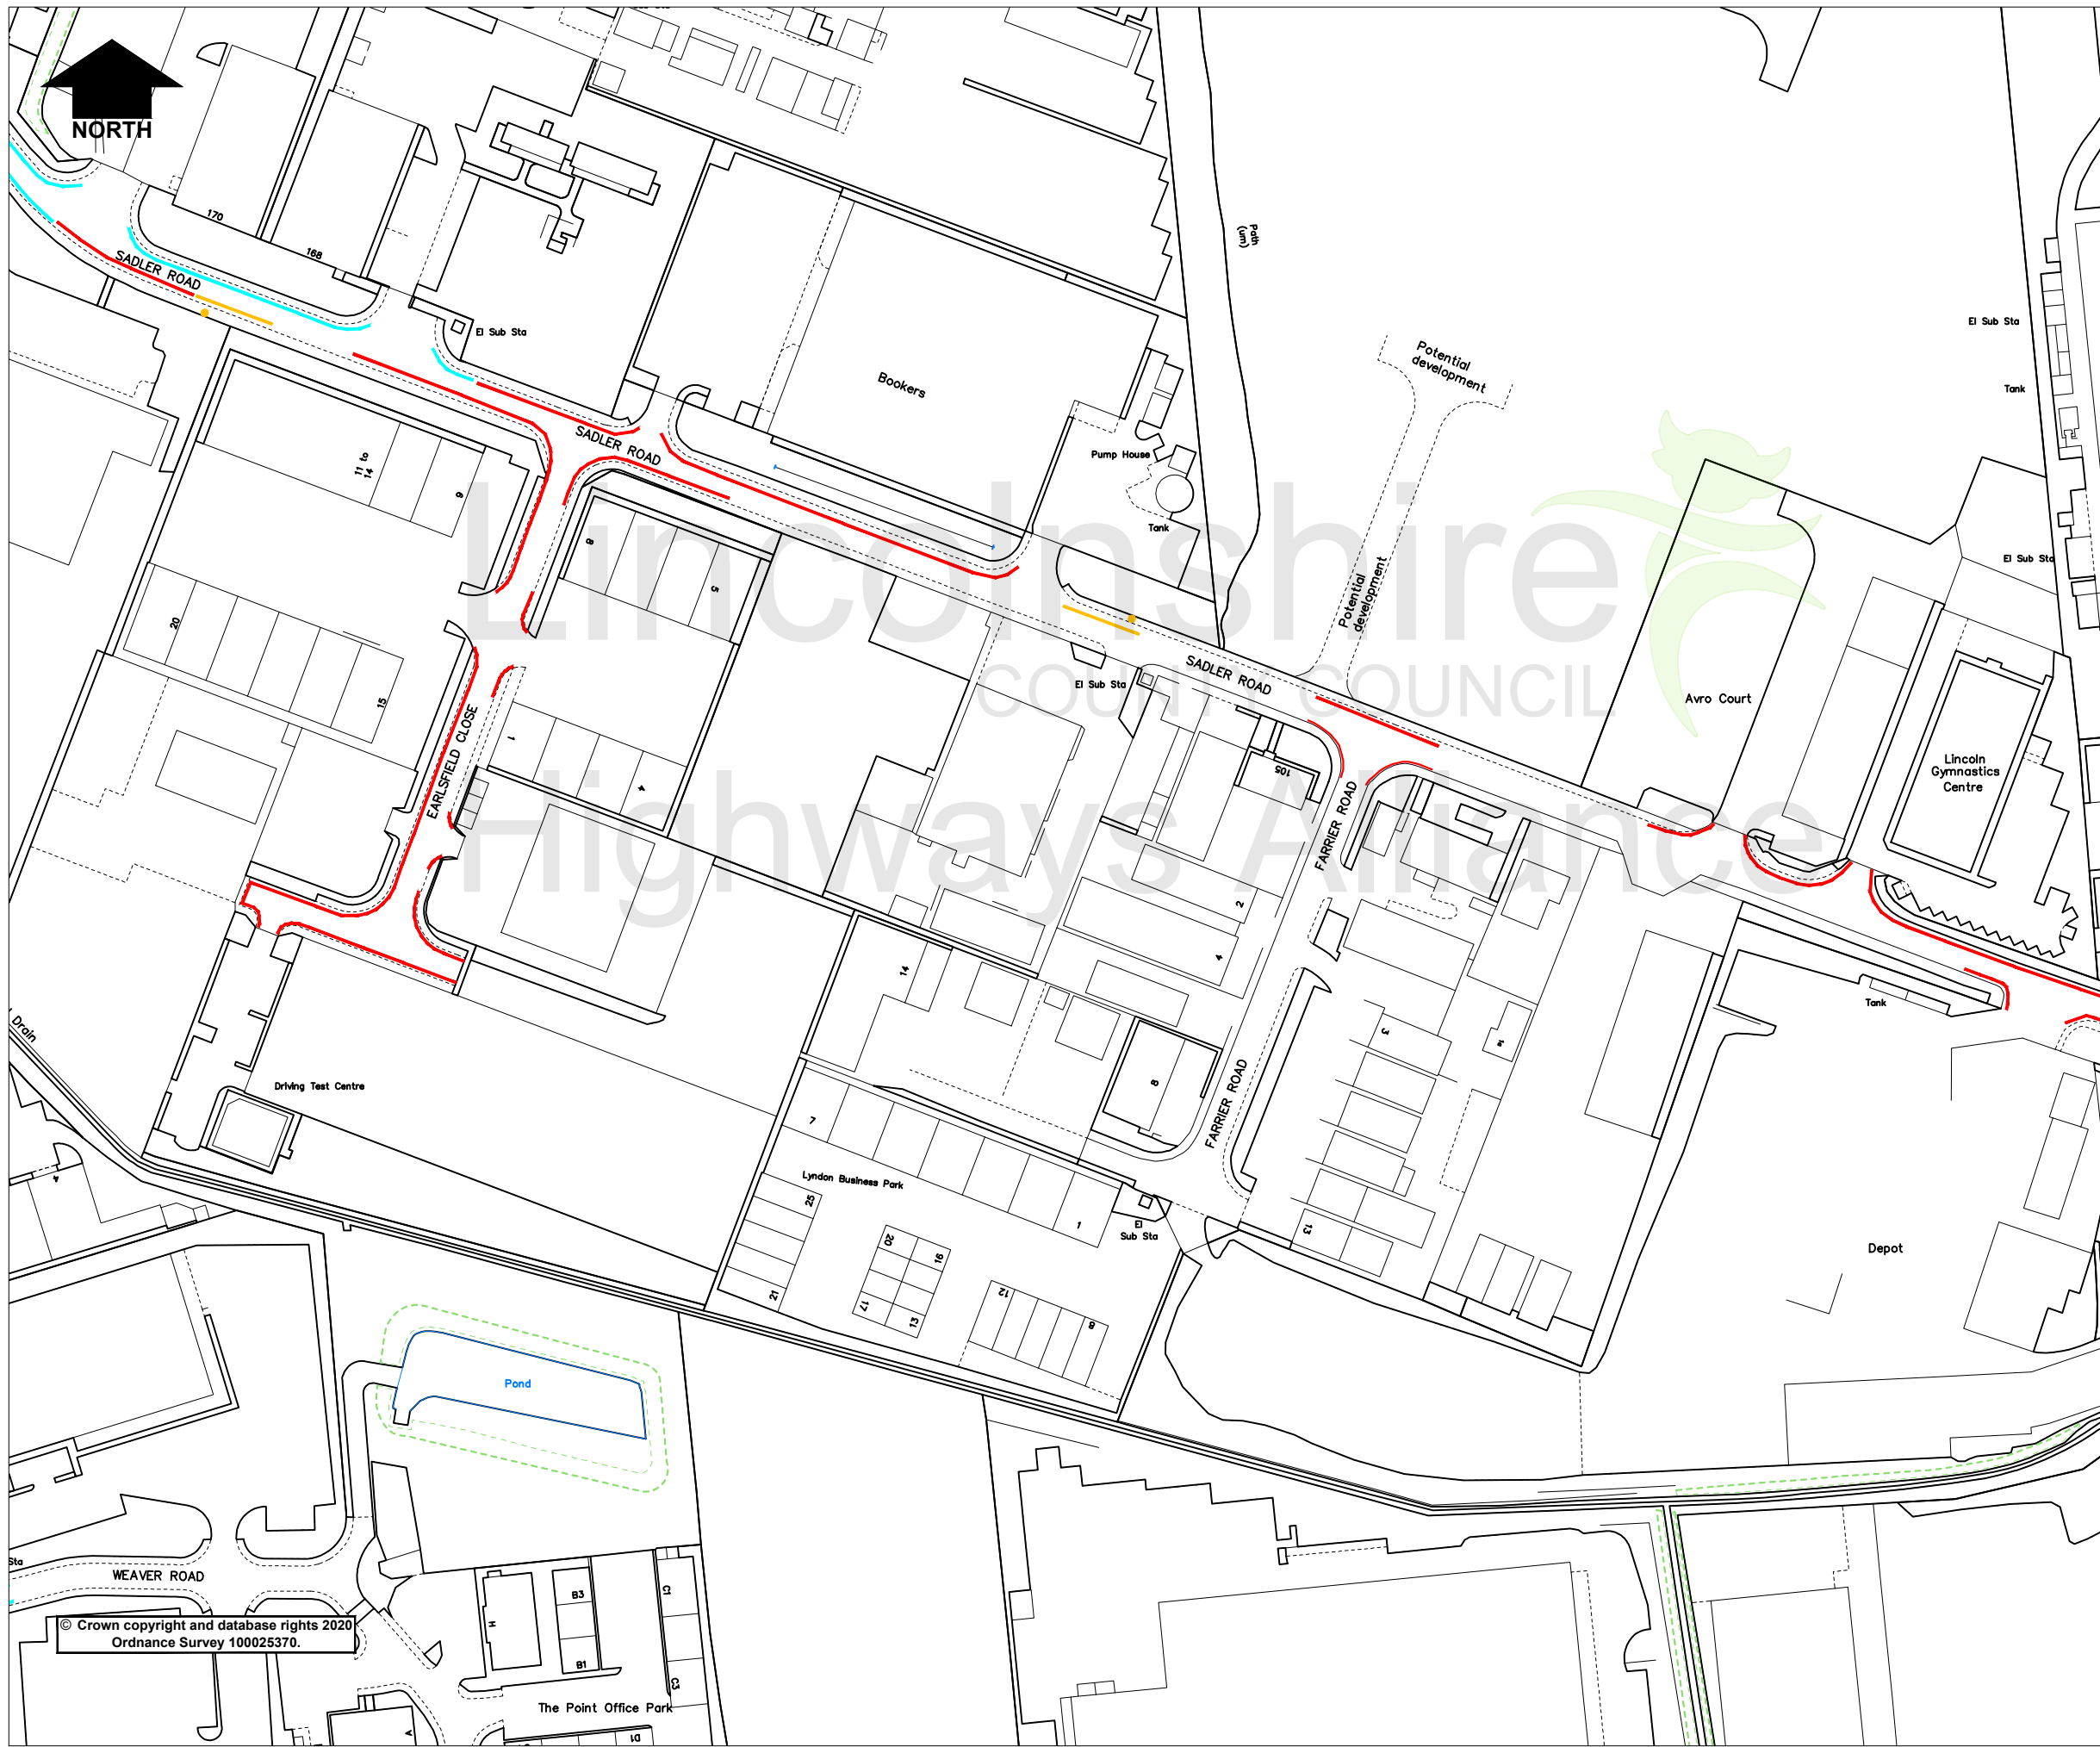 NORTH
170
168
SADLER ROAD
El Sub Sta
Bookers
Path
(um)
El Sub Sta
Tank
Potential
development
SADLER ROAD
11 to
14
9
8
5
Pump House
Tank
El Sub Sta
Potential
development
Lincolnshire
COUNTY COUNCIL
Highways Alliance
20
15
EARLSFIELD CLOSE
1
4
El Sub Sta
SADLER ROAD
Avro Court
Lincoln
Gymnastics
Centre
105
FARRIER ROAD
2
4
14
3
1a
Tank
Drain
Driving Test Centre
8
FARRIER ROAD
7
Lyndon Business Park
25
1
El
Sub Sta
13
20
16
21
17
13
12
8
Depot
4
Pond
Sta
WEAVER ROAD
© Crown copyright and database rights 2020
Ordnance Survey 100025370.
H
B3
B1
C1
C3
The Point Office Park
A
D1